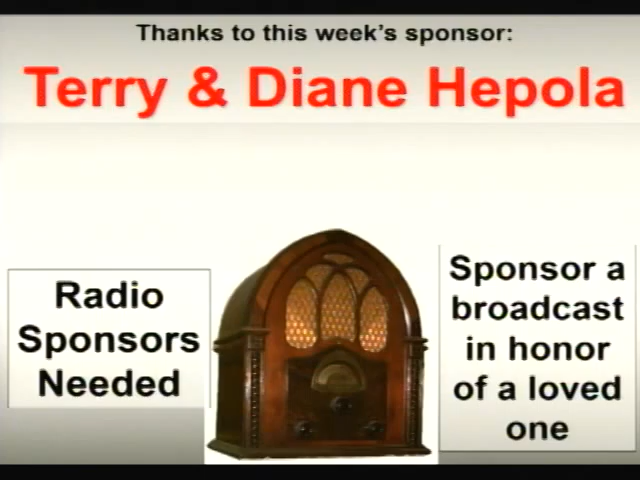 Thanks to this week's sponsor:
Terry & Diane Hepola
Radio
Sponsors
Needed
Sponsor a
broadcast
in honor
of a loved
one